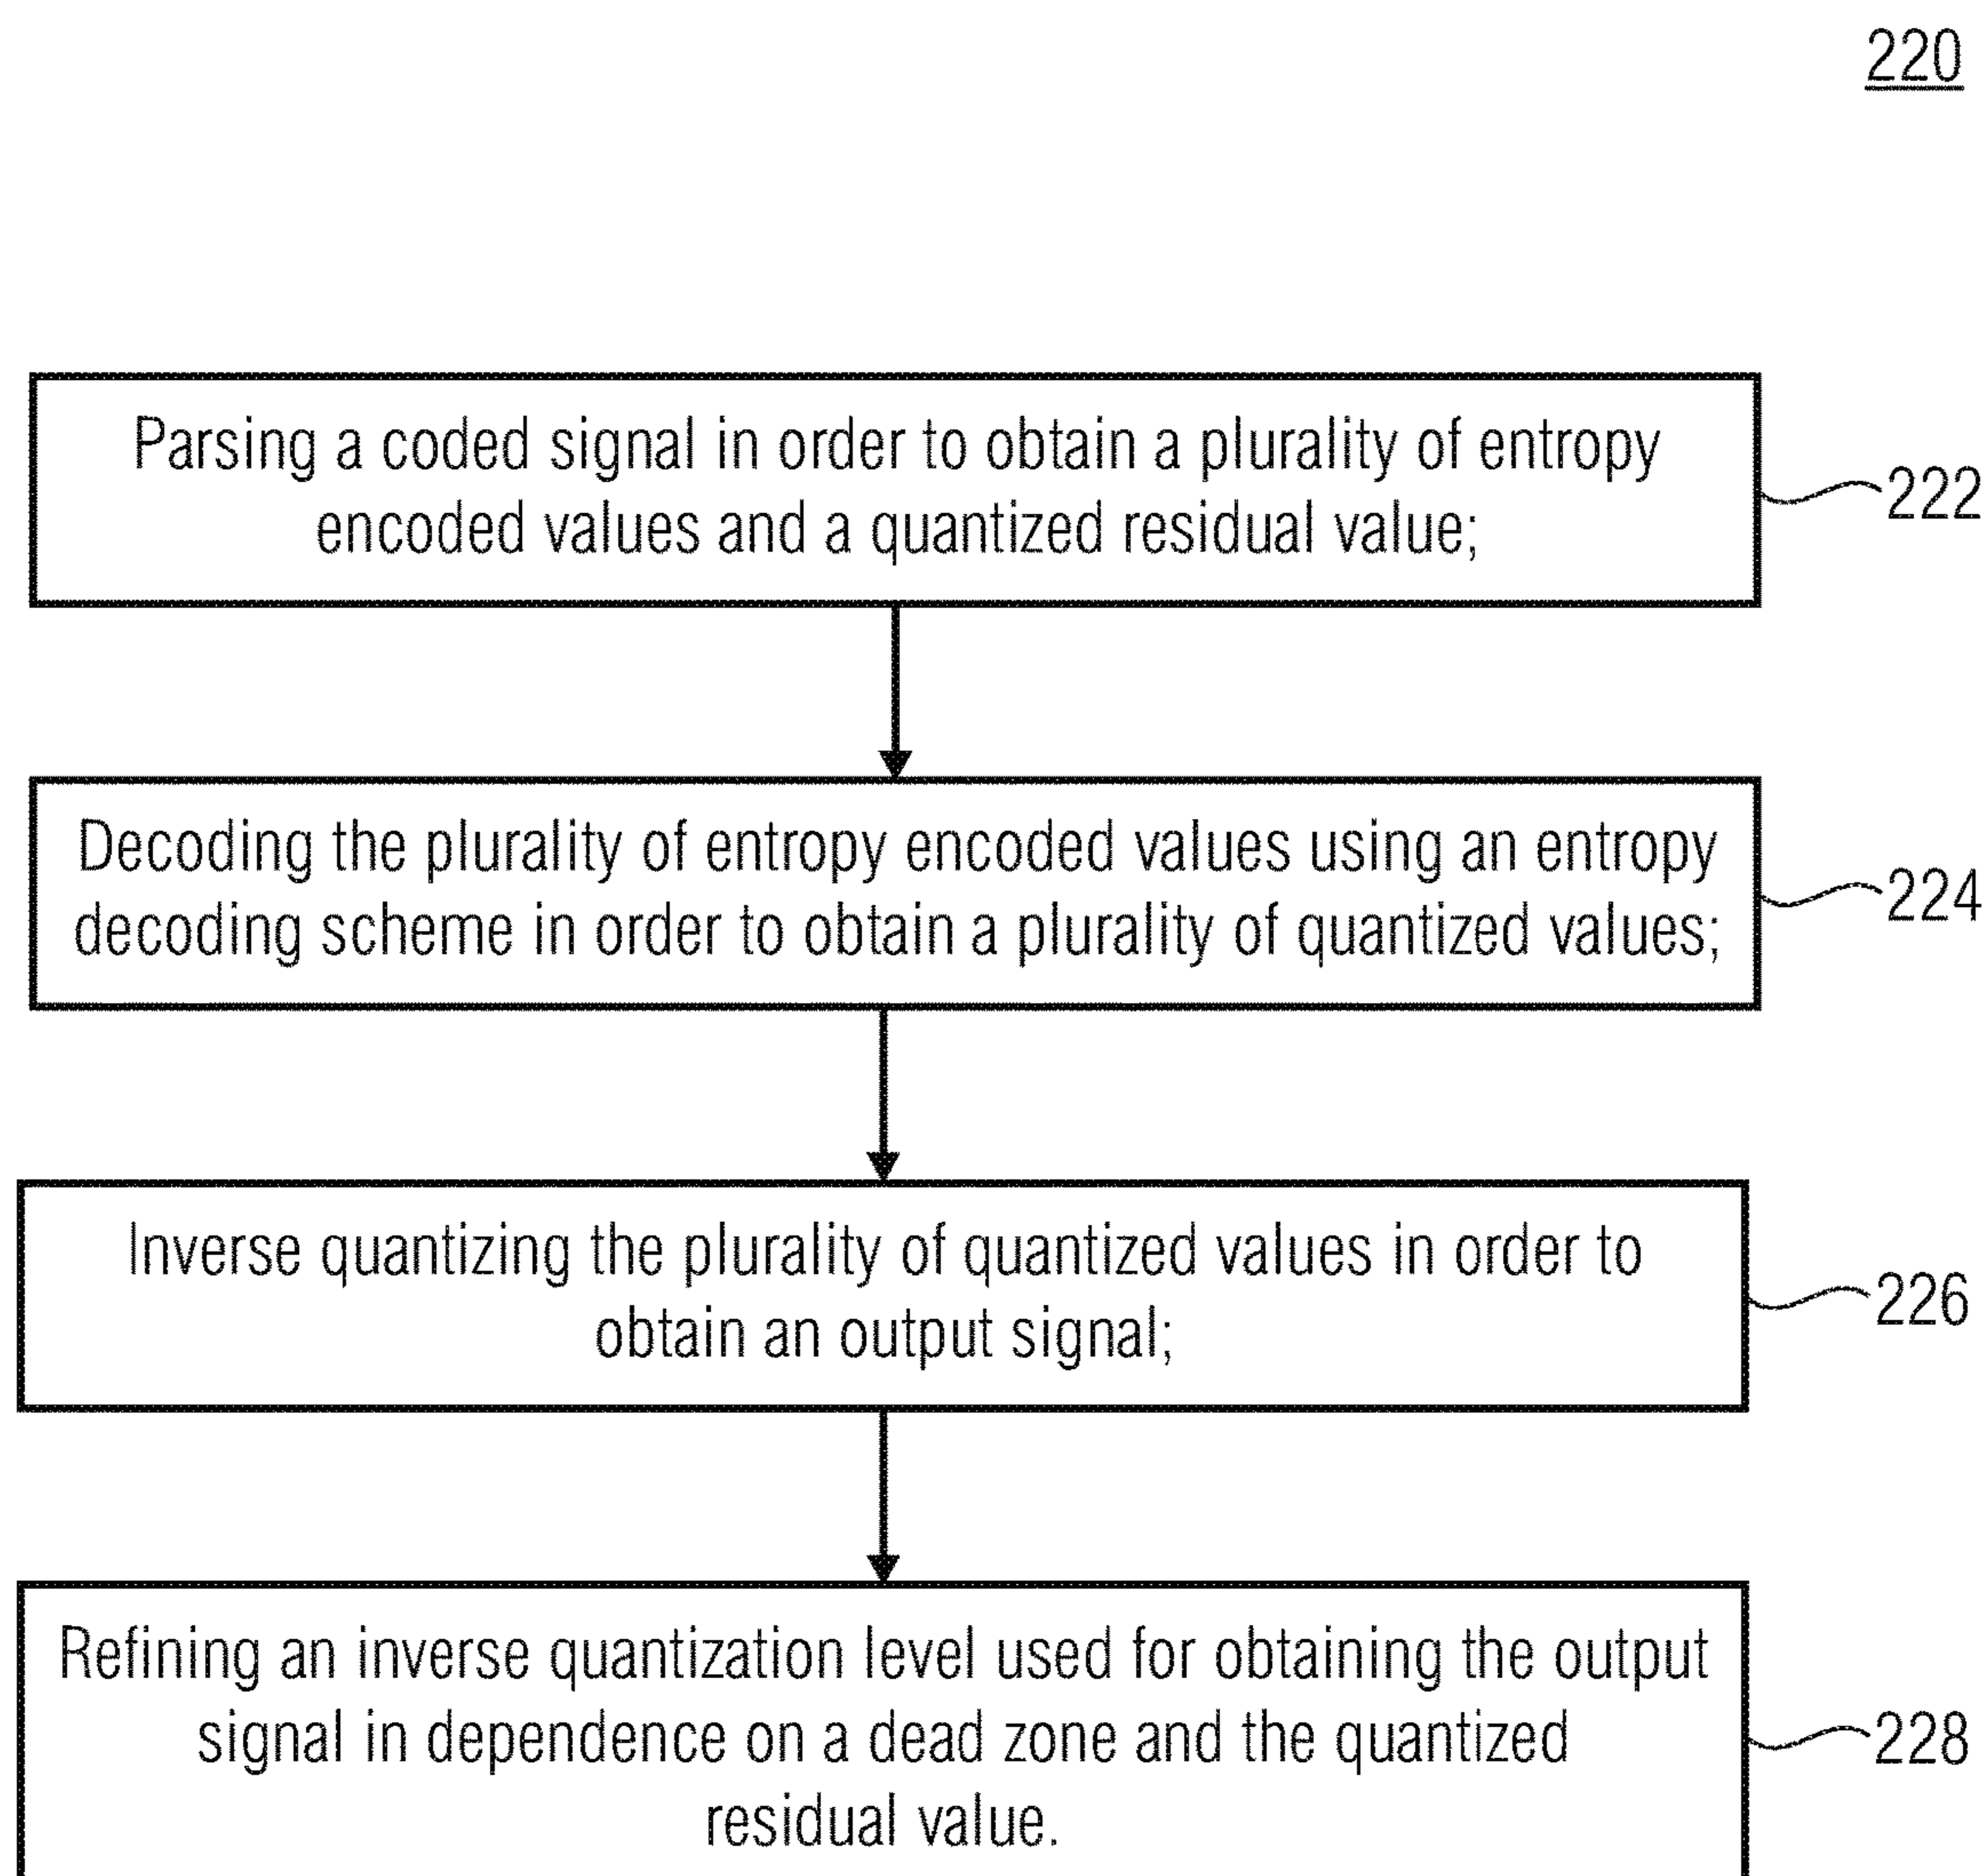 220
Parsing a coded signal in order to obtain a plurality of entropy
encoded values and a quantized residual value;
222
Decoding the plurality of entropy encoded values using an entropy
decoding scheme in order to obtain a plurality of quantized values;
224
Inverse quantizing the plurality of quantized values in order to
obtain an output signal;
226
Refining an inverse quantization level used for obtaining the output
signal in dependence on a dead zone and the quantized
residual value.
228